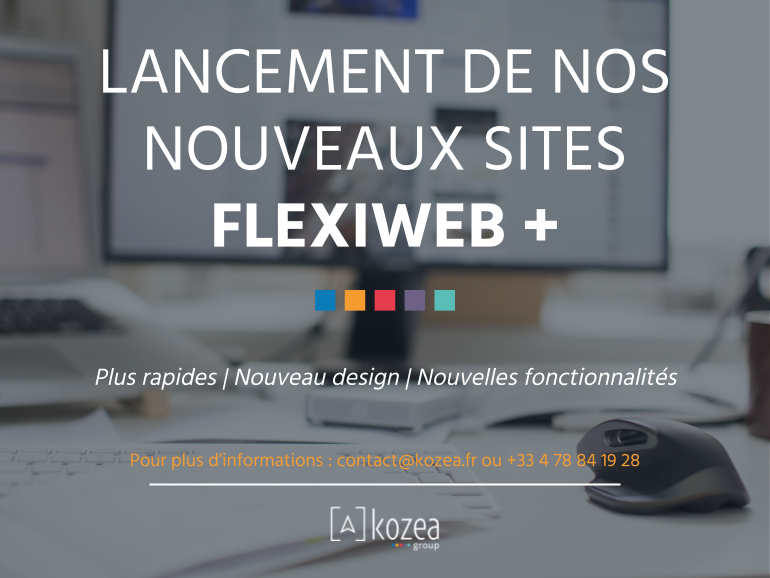 LANCEMENT DE NOS
NOUVEAUX SITES
FLEXIWEB +
Plus rapides | Nouveau design | Nouvelles fonctionnalités
Pour plus d'informations : contact@kozea.fr ou +33 4 78 84 19 28
[A]kozea
group